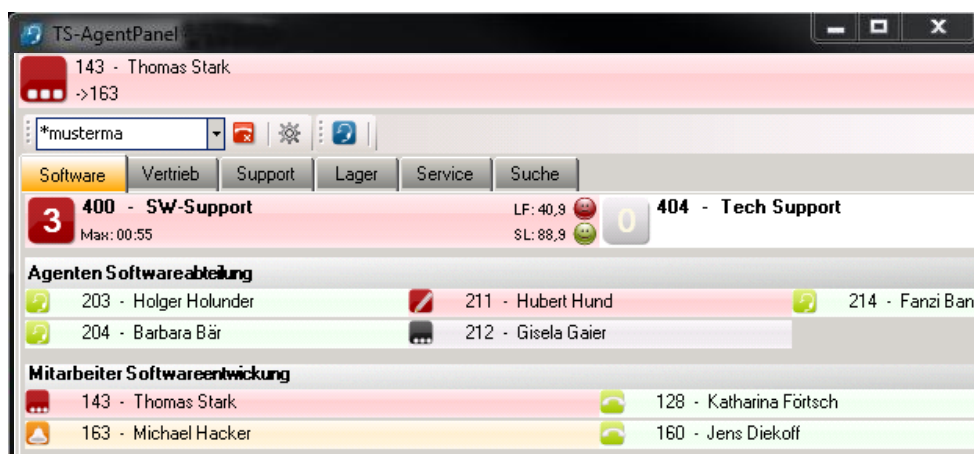 TS-AgentPanel
143 - Thomas Stark
->163
*musterma
Software Vertrieb Support Lager Service Suche
3 400 - SW-Support LF: 40,9 0 404 - Tech Support
Max: 00:55 SL: 88,9
Agenten Softwareabteilung
203 - Holger Holunder 211 - Hubert Hund 214 - Fanzi Ban
204 - Barbara Bär 212 - Gisela Gaier
Mitarbeiter Softwareentwickung
143 - Thomas Stark 128 - Katharina Förtsch
163 - Michael Hacker 160 - Jens Diekoff